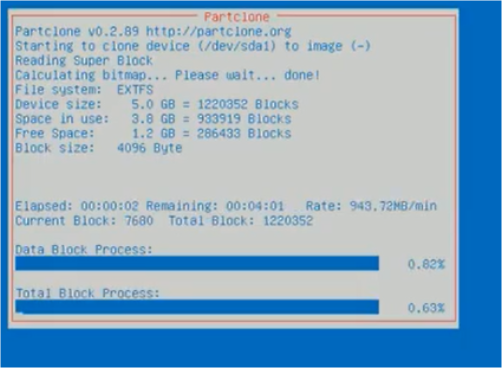 Partclone
Partclone v0.2.89 http://partclone.org
Starting to clone device (/dev/sda1) to image (-)
Reading Super Block
Calculating bitmap... Please wait... done!
File system: EXTFS
Device size: 5.0 GB = 1220352 Blocks
Space in use: 3.8 GB = 933919 Blocks
Free Space: 1.2 GB = 286433 Blocks
Block size: 4096 Byte
Elapsed: 00:00:02 Remaining: 00:04:01 Rate: 943.72MB/min
Current Block: 7680 Total Block: 1220352
Data Block Process:
0.82%
Total Block Process:
0.63%